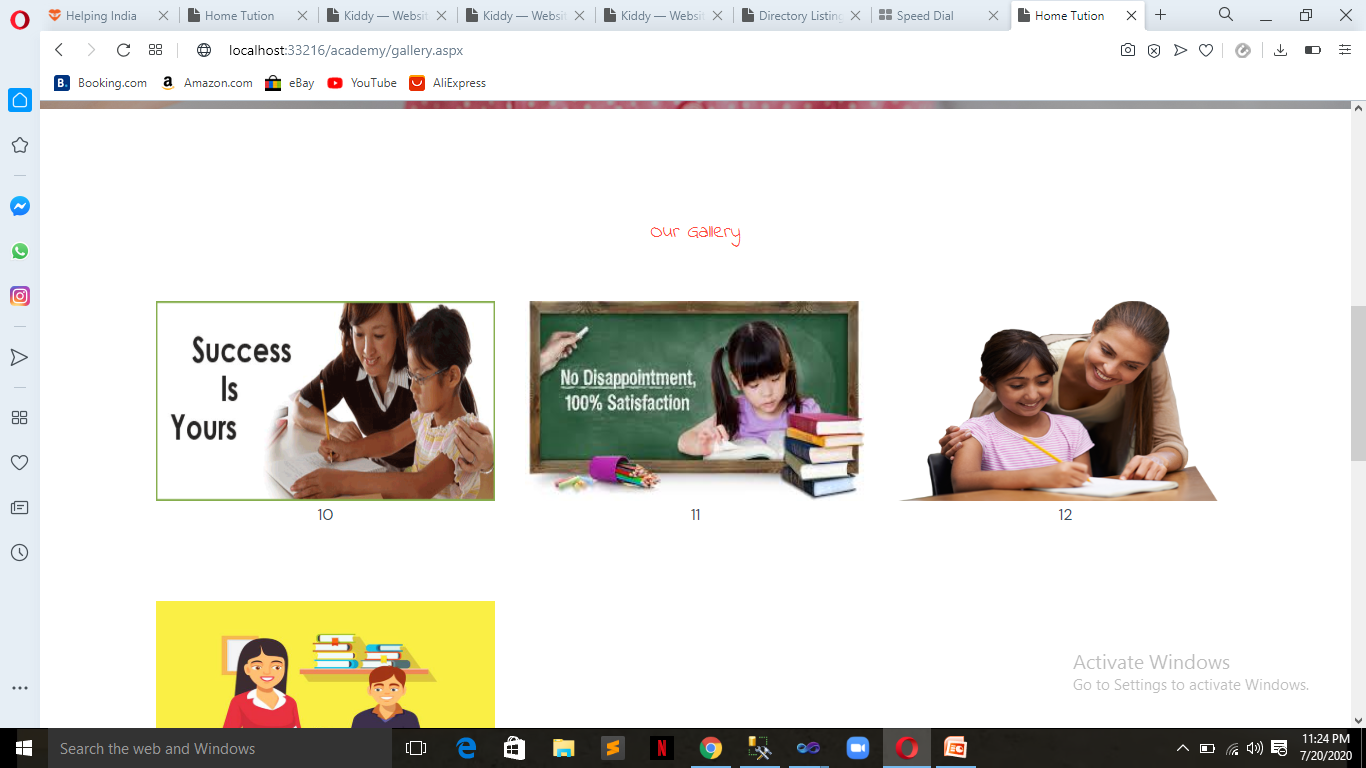 Helping India
Home Tution
Kiddy — Websit
Kiddy — Websit
Kiddy — Websit
Directory Listing
Speed Dial
Home Tution
localhost:33216/academy/gallery.aspx
B.
Booking.com
a
Amazon.com
eBay
YouTube
AliExpress
Our Gallery
Success
Is
Yours
No Disappointment,
100% Satisfaction
10
11
12
Activate Windows
Go to Settings to activate Windows.
Search the web and Windows
11:24 PM
7/20/2020